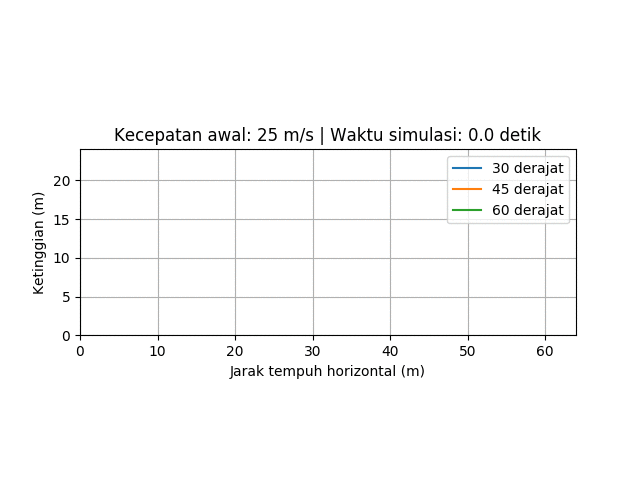 Kecepatan awal: 25 m/s | Waktu simulasi: 0.0 detik
30 derajat
45 derajat
60 derajat
Ketinggian (m)
20
15
10
5
0
0 10 20 30 40 50 60
Jarak tempuh horizontal (m)